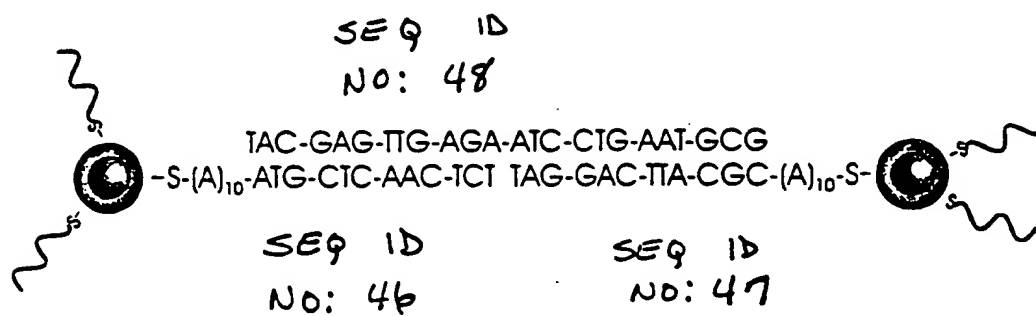 SEQ ID
NO: 48
S
TAC-GAG-TTG-AGA-ATC-CTG-AAT-GCG
S
-S-(A)10-ATG-CTC-AAC-TCT TAG-GAC-TTA-CGC-(A)10-S-
S
S
SEQ ID
NO: 46
SEQ ID
NO: 47